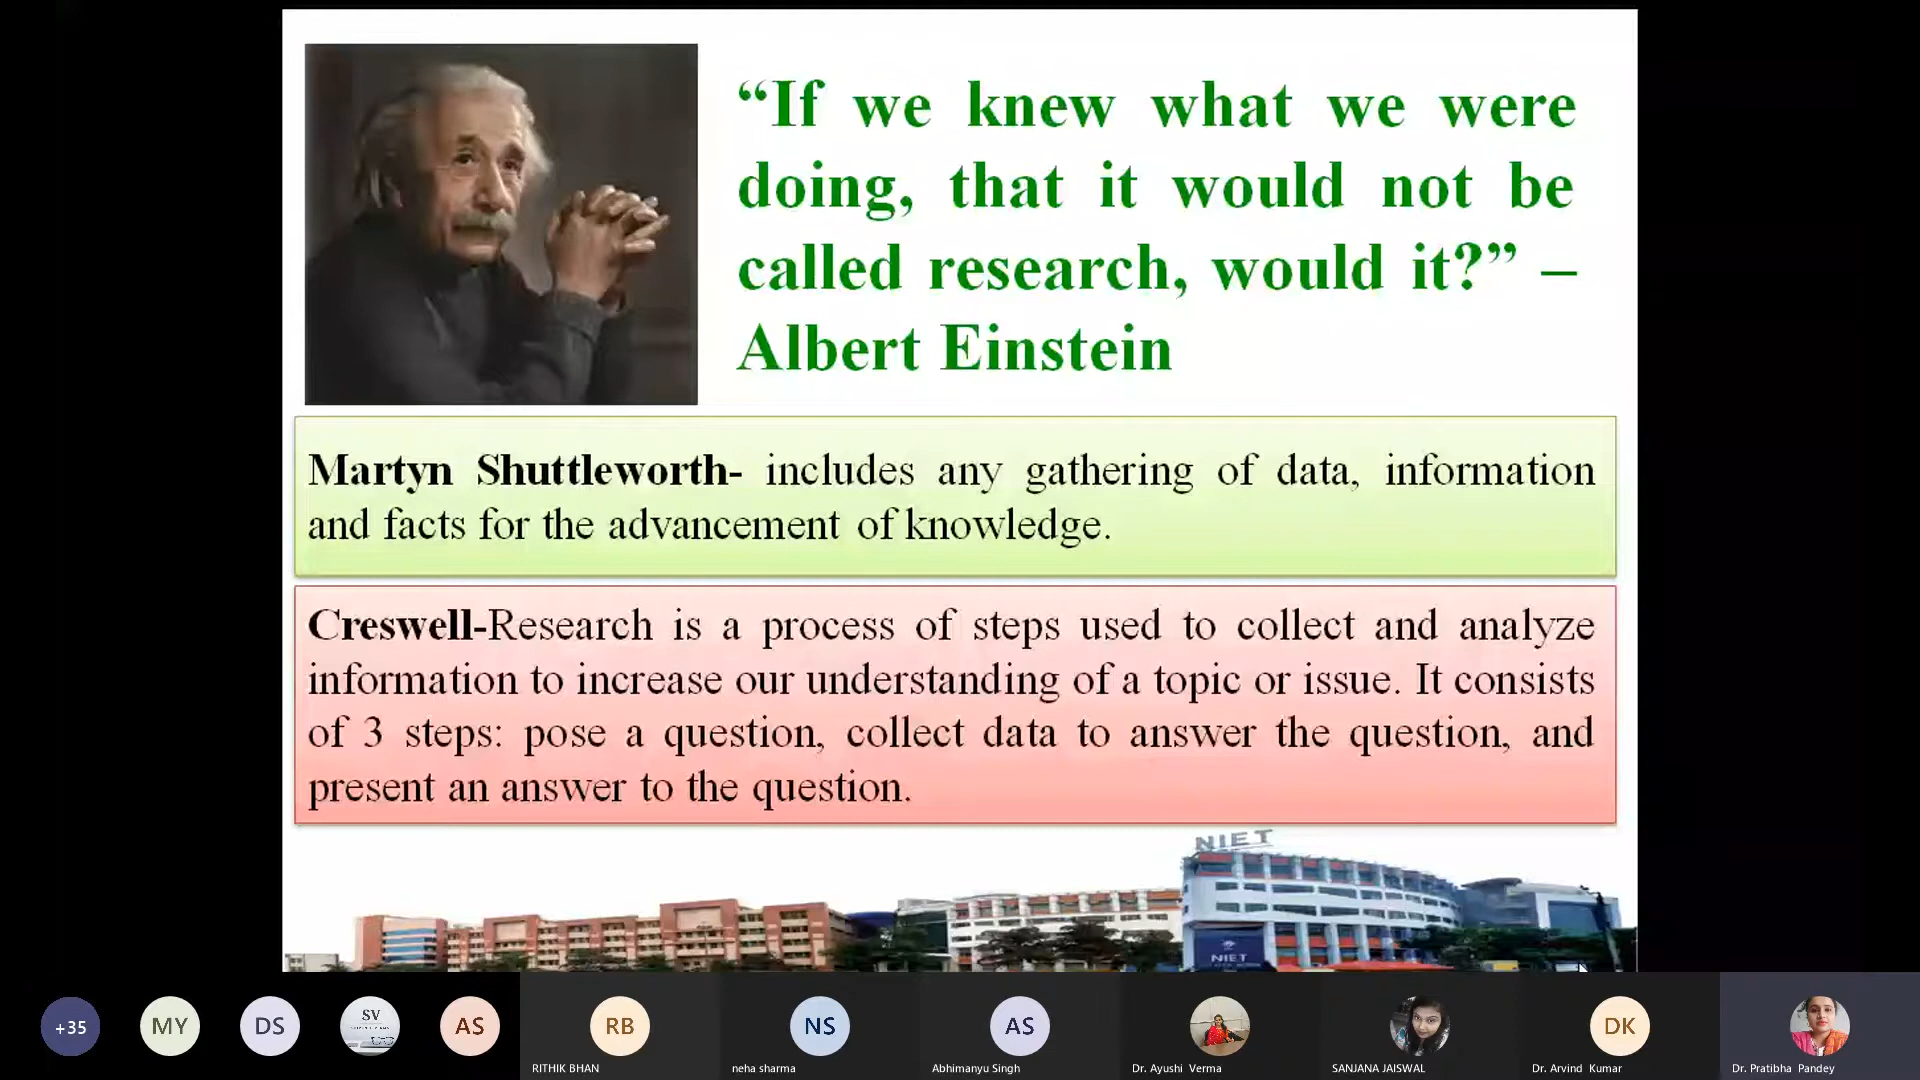 “If we knew what we were
doing, that it would not be
called research, would it?” –
Albert Einstein
Martyn Shuttleworth- includes any gathering of data, information
and facts for the advancement of knowledge.
Creswell-Research is a process of steps used to collect and analyze
information to increase our understanding of a topic or issue. It consists
of 3 steps: pose a question, collect data to answer the question, and
present an answer to the question.
NIET
NIET
+35
MY
DS
SV
AS
RB
NS
AS
DK
RITHIK BHAN
neha sharma
Abhimanyu Singh
Dr. Ayushi Verma
SANJANA JAISWAL
Dr. Arvind Kumar
Dr. Pratibha Pandey